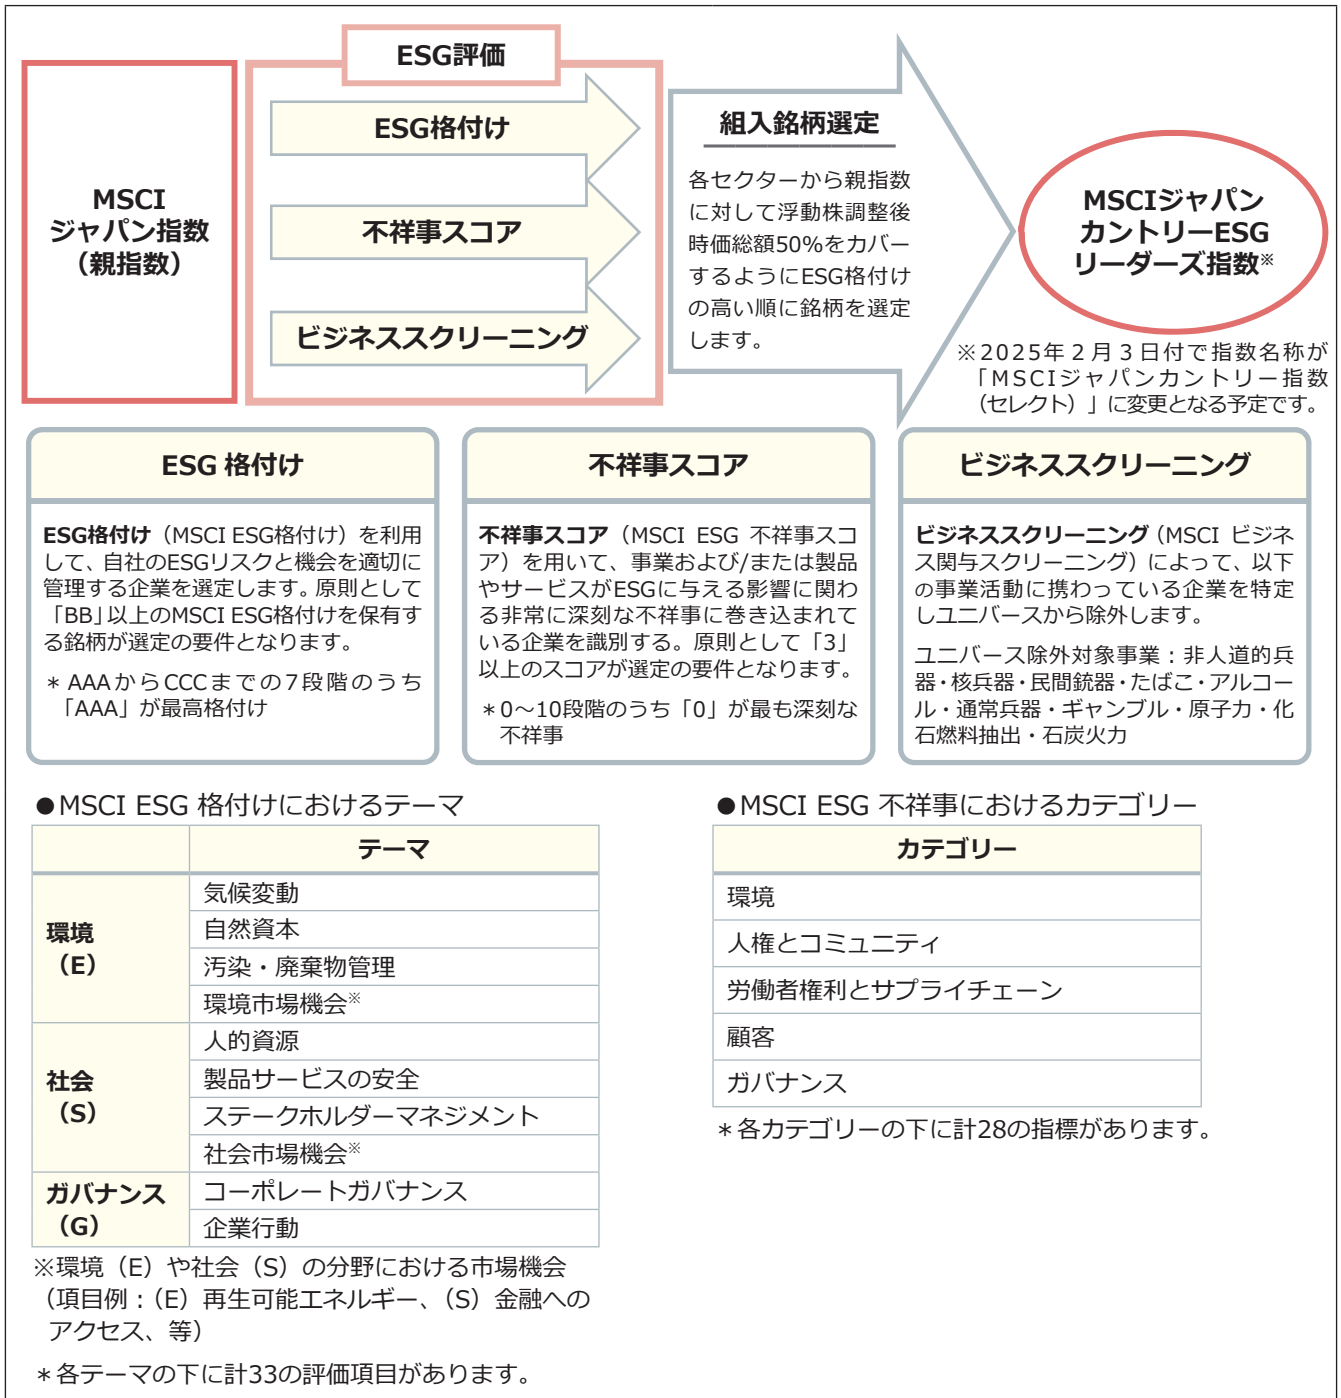 MSCI
ジャパン指数
（親指数）
ESG評価
ESG格付け
不祥事スコア
ビジネススクリーニング
組入銘柄選定
各セクターから親指数
に対して浮動株調整後
時価総額50%をカバー
するようにESG格付け
の高い順に銘柄を選定
します。
MSCIジャパン
カントリーESG
リーダーズ指数※
※2025年２月３日付で指数名称が
「MSCIジャパンカントリー指数
（セレクト）」に変更となる予定です。
ESG 格付け
ESG格付け（MSCI ESG格付け）を利用
して、自社のESGリスクと機会を適切に
管理する企業を選定します。原則として
「BB」以上のMSCI ESG格付けを保有す
る銘柄が選定の要件となります。
＊AAAからCCCまでの7段階のうち
「AAA」が最高格付け
不祥事スコア
不祥事スコア（MSCI ESG 不祥事スコ
ア）を用いて、事業および/または製品
やサービスがESGに与える影響に関わ
る非常に深刻な不祥事に巻き込まれて
いる企業を識別する。原則として「3」
以上のスコアが選定の要件となります。
＊0～10段階のうち「0」が最も深刻な
不祥事
ビジネススクリーニング
ビジネススクリーニング（MSCI ビジネ
ス関与スクリーニング）によって、以下
の事業活動に携わっている企業を特定
しユニバースから除外します。
ユニバース除外対象事業：非人道的兵
器・核兵器・民間銃器・たばこ・アルコー
ル・通常兵器・ギャンブル・原子力・化
石燃料抽出・石炭火力
●MSCI ESG 格付けにおけるテーマ
テーマ
環境
（E）
気候変動
自然資本
汚染・廃棄物管理
環境市場機会※
社会
（S）
人的資源
製品サービスの安全
ステークホルダーマネジメント
社会市場機会※
ガバナンス
（G）
コーポレートガバナンス
企業行動
※環境（E）や社会（S）の分野における市場機会
（項目例：（E）再生可能エネルギー、（S）金融への
アクセス、等）
＊各テーマの下に計33の評価項目があります。
●MSCI ESG 不祥事におけるカテゴリー
カテゴリー
環境
人権とコミュニティ
労働者権利とサプライチェーン
顧客
ガバナンス
＊各カテゴリーの下に計28の指標があります。